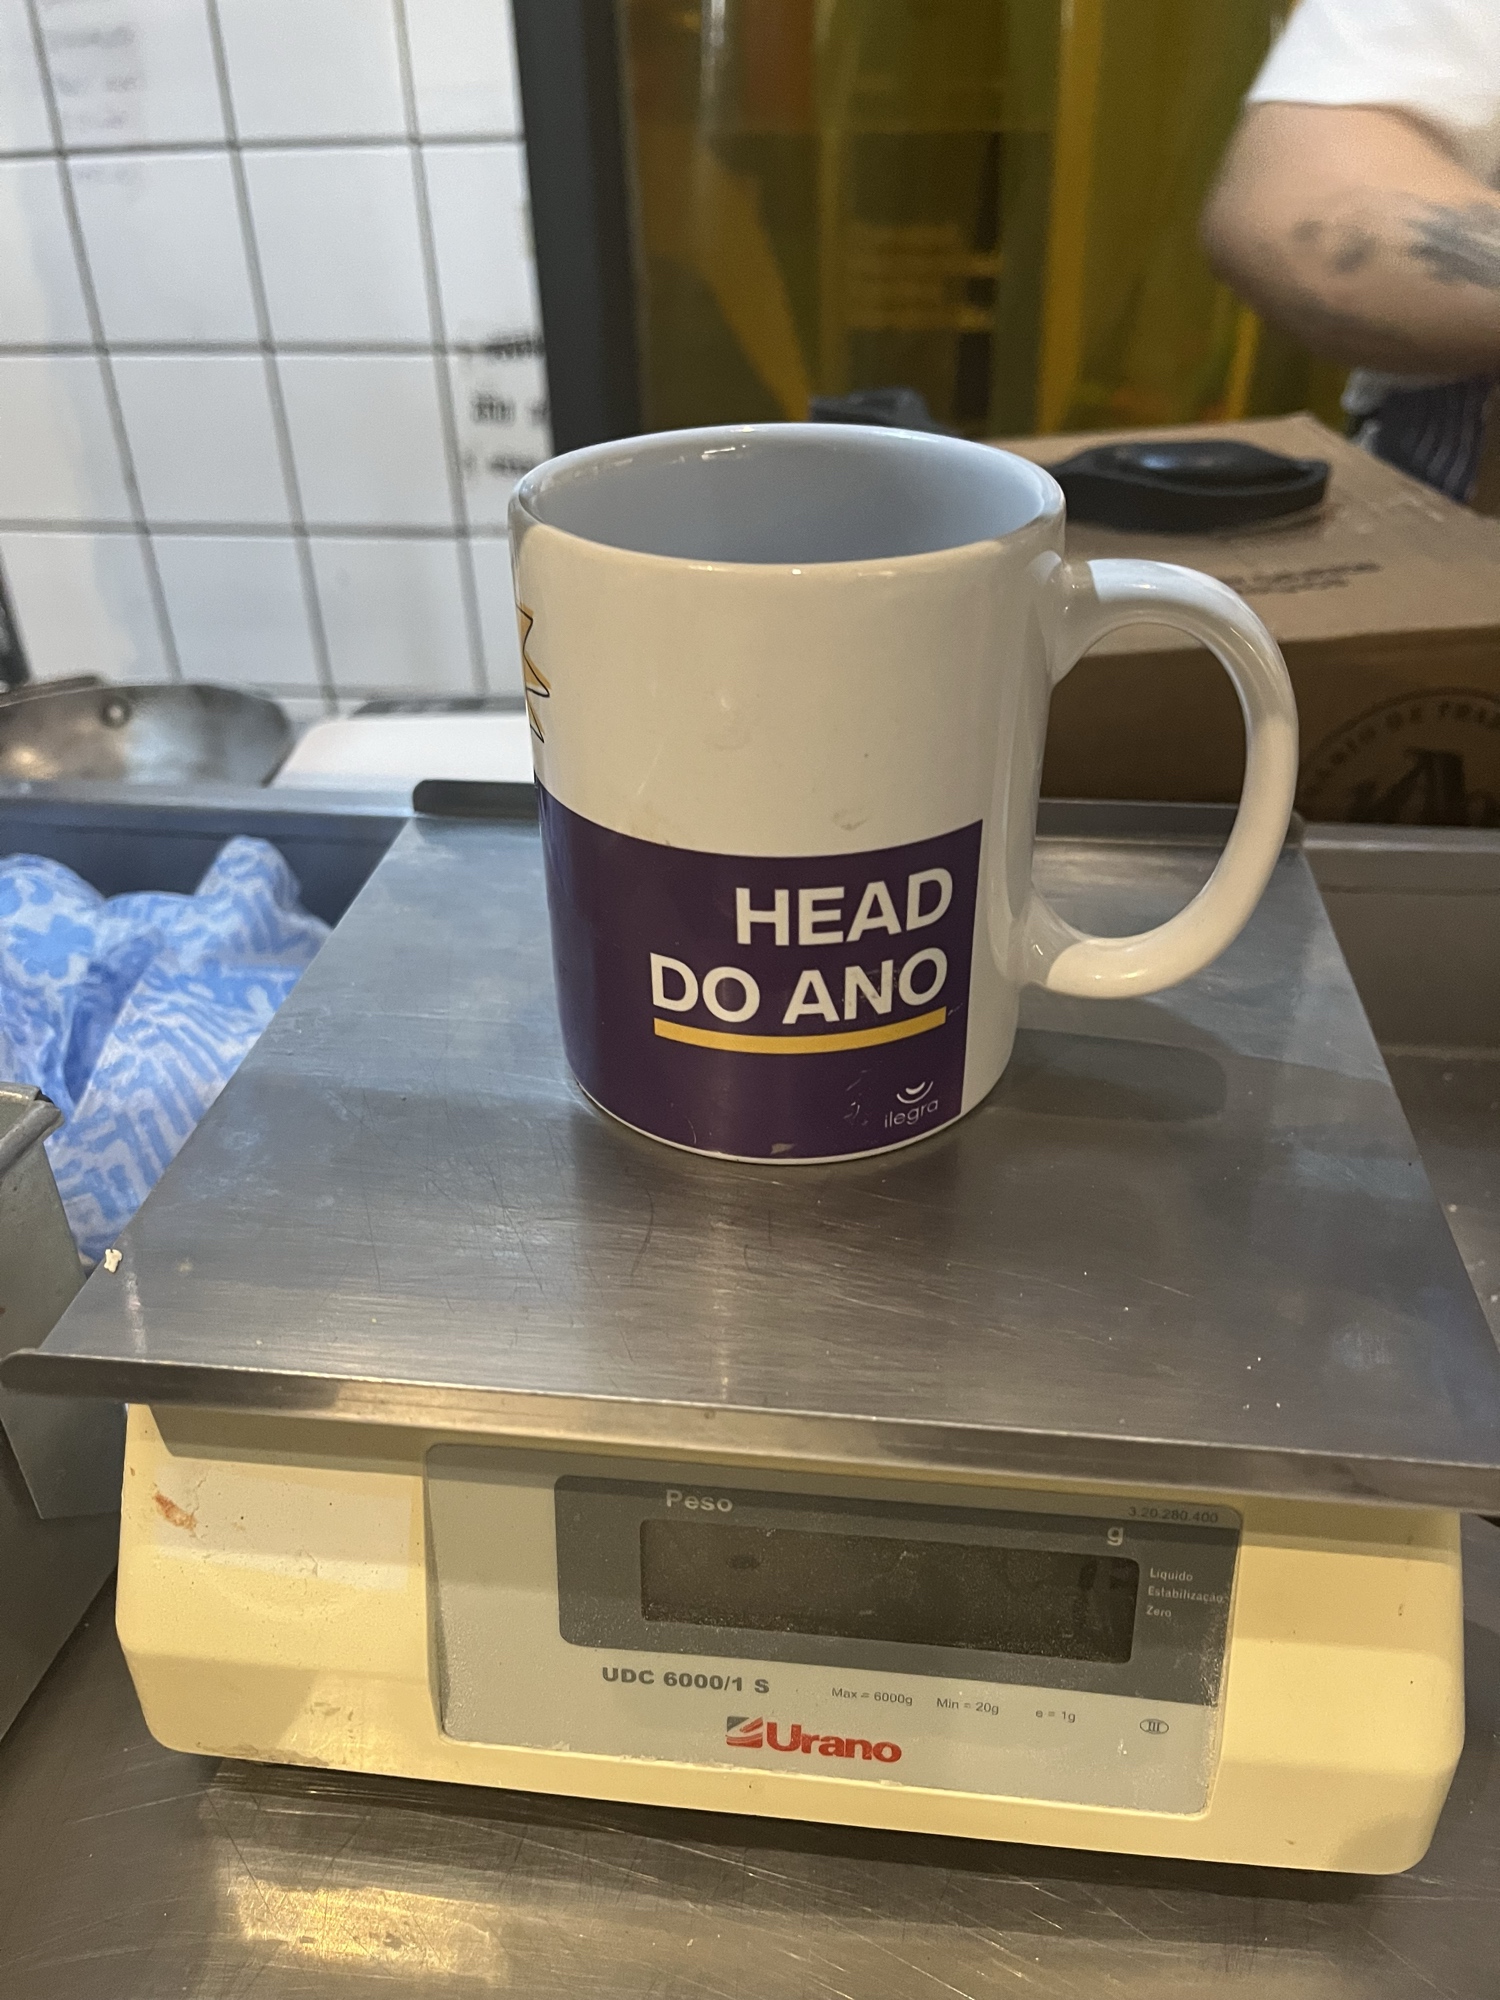 HEAD
DO ANO
ilegra
Peso
3.20.280.400
g
Líquido
Estabilização
Zero
UDC 6000/1 S
Max = 6000g Min = 20g e = 1g
III
Urano